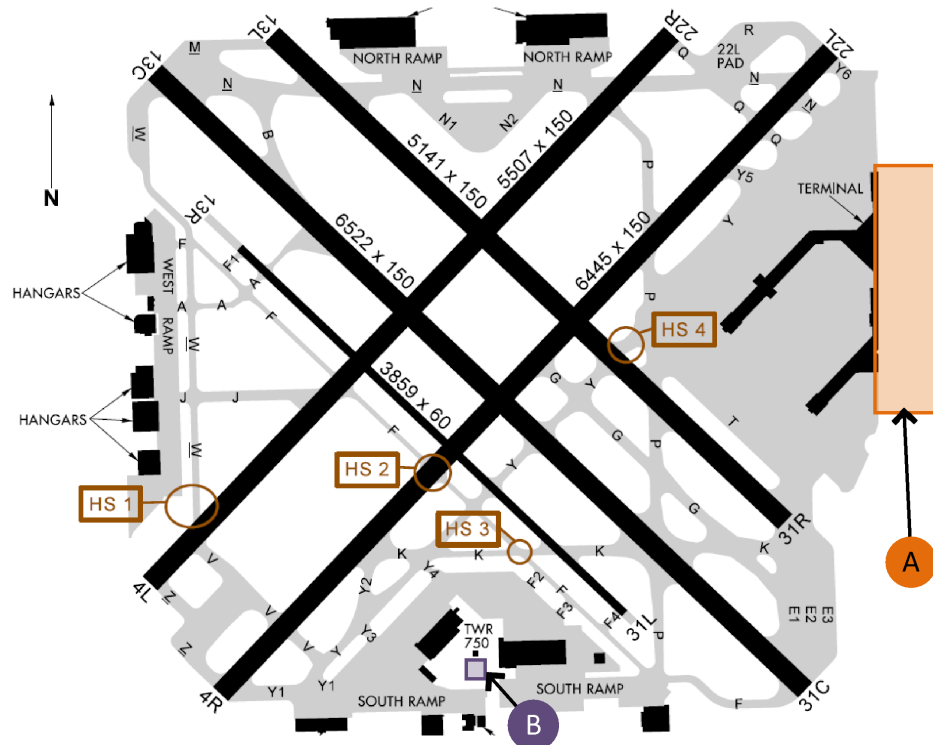 NORTH RAMP
NORTH RAMP
13L
13C
22R
22L
M
R
Q
22L
PAD
Y6
N
N
N
N
N
N
N1
N2
Q
Q
W
B
P
Y5
Y
5141 x 150
5507 x 150
TERMINAL
N
13R
F
F1
A
6522 x 150
6445 x 150
HANGARS
WEST
RAMP
A
A
F
P
W
HS 4
J
J
3859 x 60
G
Y
HANGARS
F
G
P
T
W
HS 2
Y
G
HS 1
G
31R
HS 3
K
K
K
K
A
4L
V
Z
Y2
Y4
F2
F
F3
F4
31L
E1
E2
E3
V
Y3
TWR
750
P
Z
V
Y
Y1
Y1
4R
SOUTH RAMP
SOUTH RAMP
B
F
31C